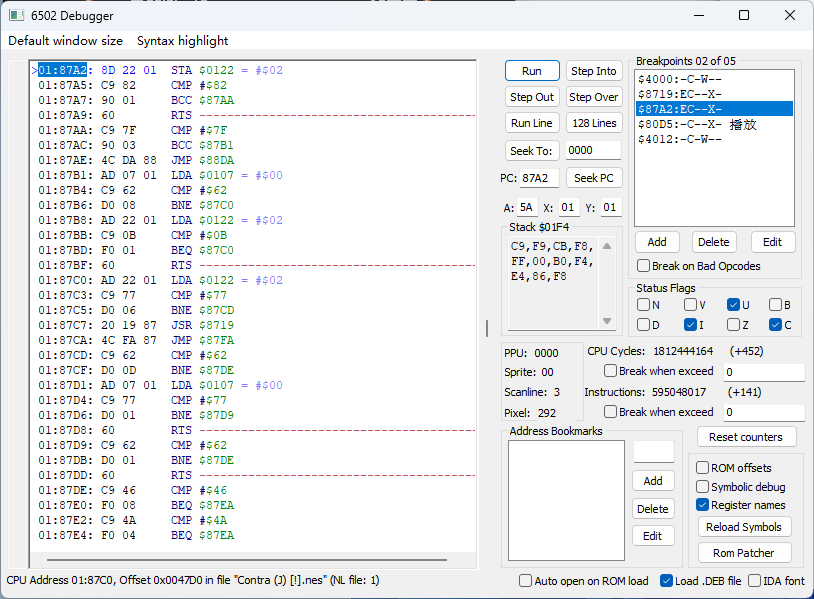 6502 Debugger
Default window size Syntax highlight
>01:87A2: 8D 22 01 STA $0122 = #$02
01:87A5: C9 82 CMP #$82
01:87A7: 90 01 BCC $87AA
01:87A9: 60 RTS
01:87AA: C9 7F CMP #$7F
01:87AC: 90 03 BCC $87B1
01:87AE: 4C DA 88 JMP $88DA
01:87B1: AD 07 01 LDA $0107 = #$00
01:87B4: C9 62 CMP #$62
01:87B6: D0 08 BNE $87C0
01:87B8: AD 22 01 LDA $0122 = #$02
01:87BB: C9 0B CMP #$0B
01:87BD: F0 01 BEQ $87C0
01:87BF: 60 RTS
01:87C0: AD 22 01 LDA $0122 = #$02
01:87C3: C9 77 CMP #$77
01:87C5: D0 06 BNE $87CD
01:87C7: 20 19 87 JSR $8719
01:87CA: 4C FA 87 JMP $87FA
01:87CD: C9 62 CMP #$62
01:87CF: D0 0D BNE $87DE
01:87D1: AD 07 01 LDA $0107 = #$00
01:87D4: C9 77 CMP #$77
01:87D6: D0 01 BNE $87D9
01:87D8: 60 RTS
01:87D9: C9 62 CMP #$62
01:87DB: D0 01 BNE $87DE
01:87DD: 60 RTS
01:87DE: C9 46 CMP #$46
01:87E0: F0 08 BEQ $87EA
01:87E2: C9 4A CMP #$4A
01:87E4: F0 04 BEQ $87EA
Run Step Into
Step Out Step Over
Run Line 128 Lines
Seek To: 0000
PC: 87A2 Seek PC
A: 5A X: 01 Y: 01
Stack $01F4
C9,F9,CB,F8,
FF,00,B0,F4,
E4,86,F8
Breakpoints 02 of 05
$4000:-C-W--
$8719:EC--X-
$87A2:EC--X-
$80D5:-C--X- 播放
$4012:-C-W--
Add Delete Edit
Break on Bad Opcodes
Status Flags
N V U B
D I Z C
PPU: 0000
Sprite: 00
Scanline: 3
Pixel: 292
CPU Cycles: 1812444164 (+452)
Break when exceed 0
Instructions: 595048017 (+141)
Break when exceed 0
Address Bookmarks
Add
Delete
Edit
Reset counters
ROM offsets
Symbolic debug
Register names
Reload Symbols
Rom Patcher
CPU Address 01:87C0, Offset 0x0047D0 in file "Contra (J) [!].nes" (NL file: 1)
Auto open on ROM load Load .DEB file IDA font